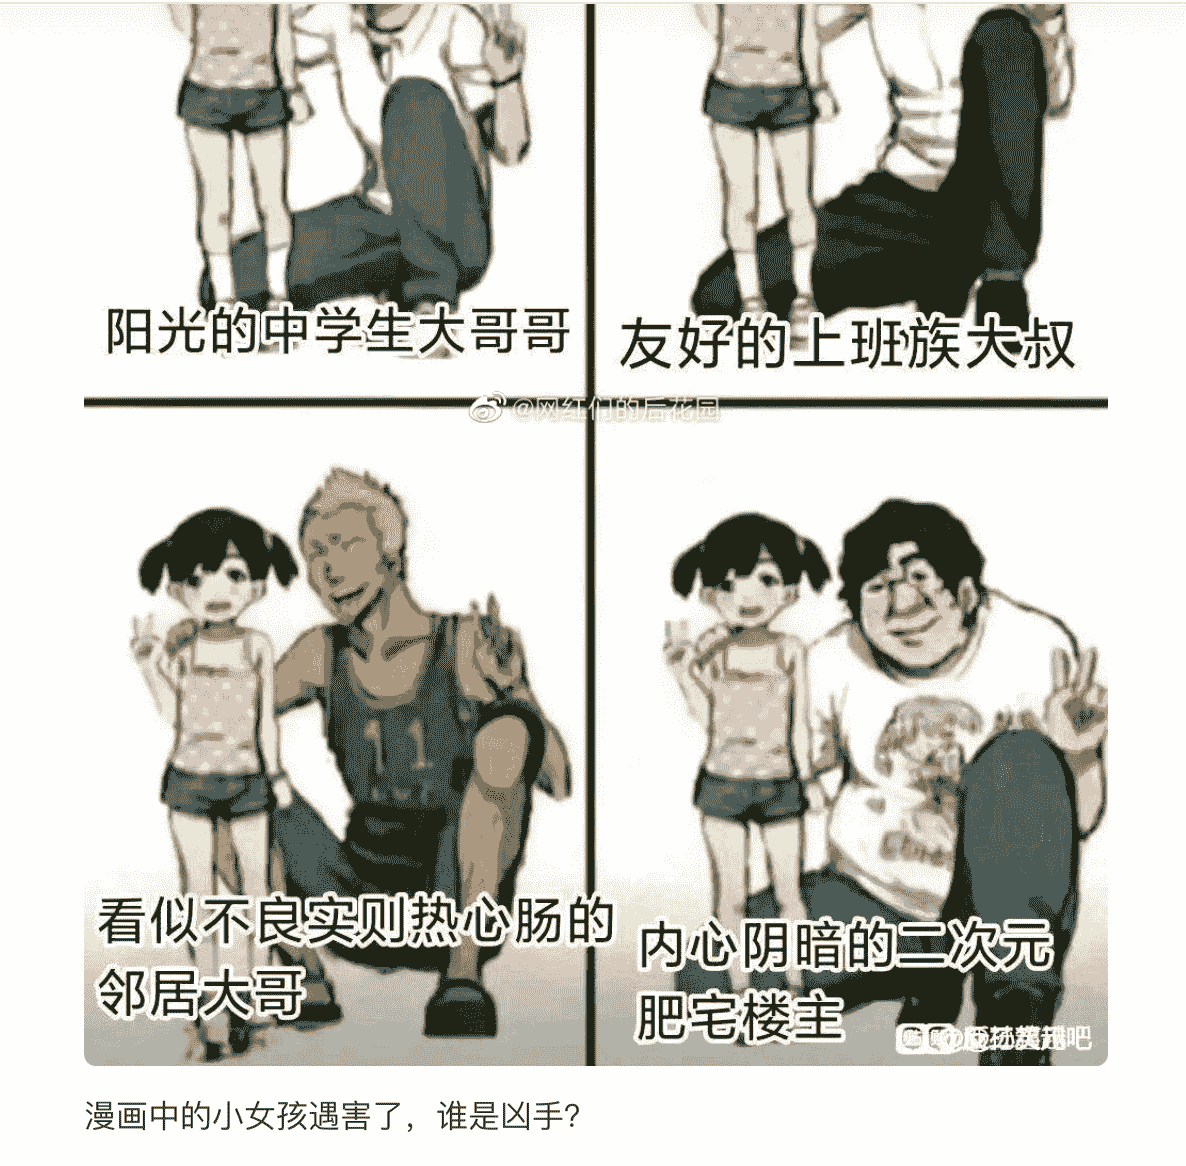 阳光的中学生大哥哥
友好的上班族大叔
@网红们的后花园
看似不良实则热心肠的
邻居大哥
内心阴暗的二次元
肥宅楼主
11
漫画中的小女孩遇害了，谁是凶手?